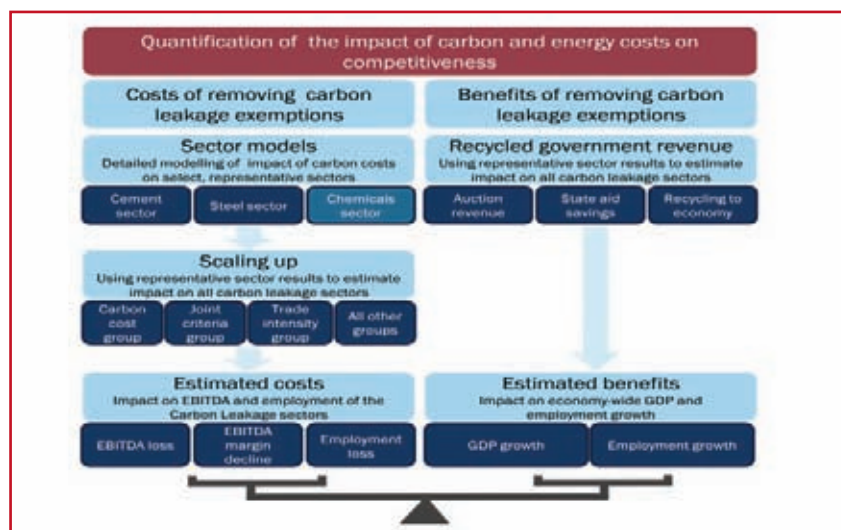 Quantification of the impact of carbon and energy costs on
competitiveness
Costs of removing carbon
leakage exemptions
Benefits of removing carbon
leakage exemptions
Sector models
Detailed modelling of impact of carbon costs
on select, representative sectors
Cement
sector
Steel sector
Chemicals
sector
Recycled government revenue
Using representative sector results to estimate
impact on all carbon leakage sectors
Auction
revenue
State aid
savings
Recycling to
economy
Scaling up
Using representative sector results to estimate
impact on all carbon leakage sectors
Carbon
cost
group
Joint
criteria
group
Trade
intensity
group
All other
groups
Estimated costs
Impact on EBITDA and employment of the
Carbon Leakage sectors
EBITDA loss
EBITDA
margin
decline
Employment
loss
Estimated benefits
Impact on economy-wide GDP and
employment growth
GDP growth
Employment growth